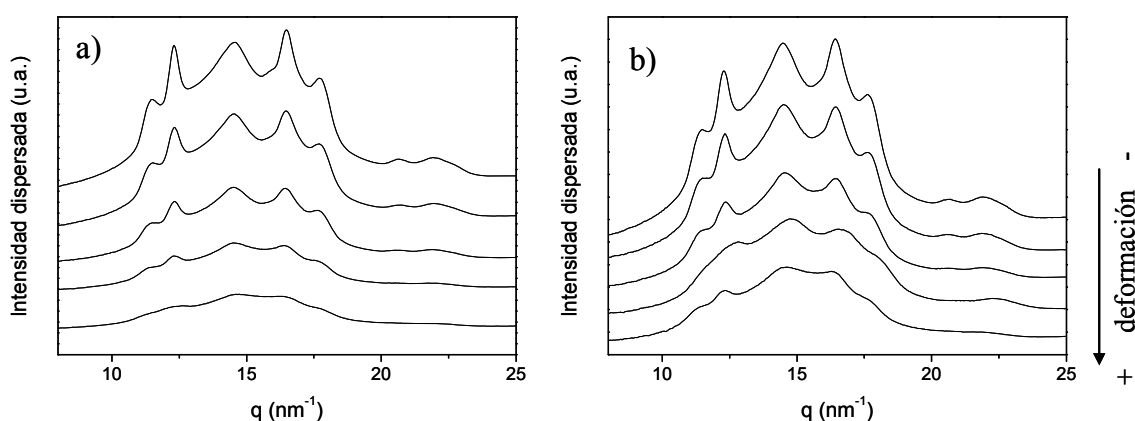 a)
Intensidad dispersada (u.a.)
10 15 20 25
q (nm⁻¹)
b)
Intensidad dispersada (u.a.)
10 15 20 25
q (nm⁻¹)
+ deformación -